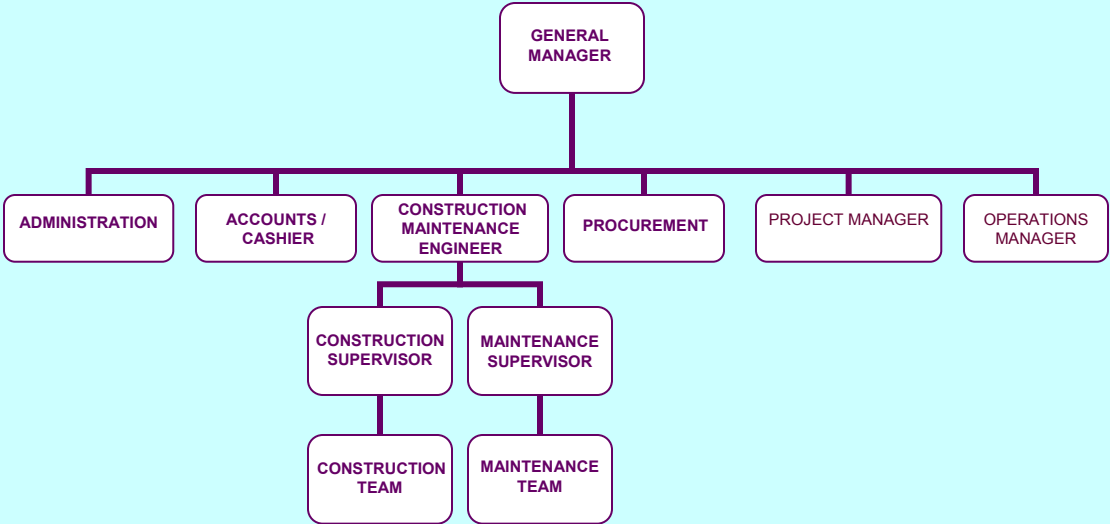 GENERAL
MANAGER
ADMINISTRATION
ACCOUNTS /
CASHIER
CONSTRUCTION
MAINTENANCE
ENGINEER
PROCUREMENT
PROJECT MANAGER
OPERATIONS
MANAGER
CONSTRUCTION
SUPERVISOR
MAINTENANCE
SUPERVISOR
CONSTRUCTION
TEAM
MAINTENANCE
TEAM